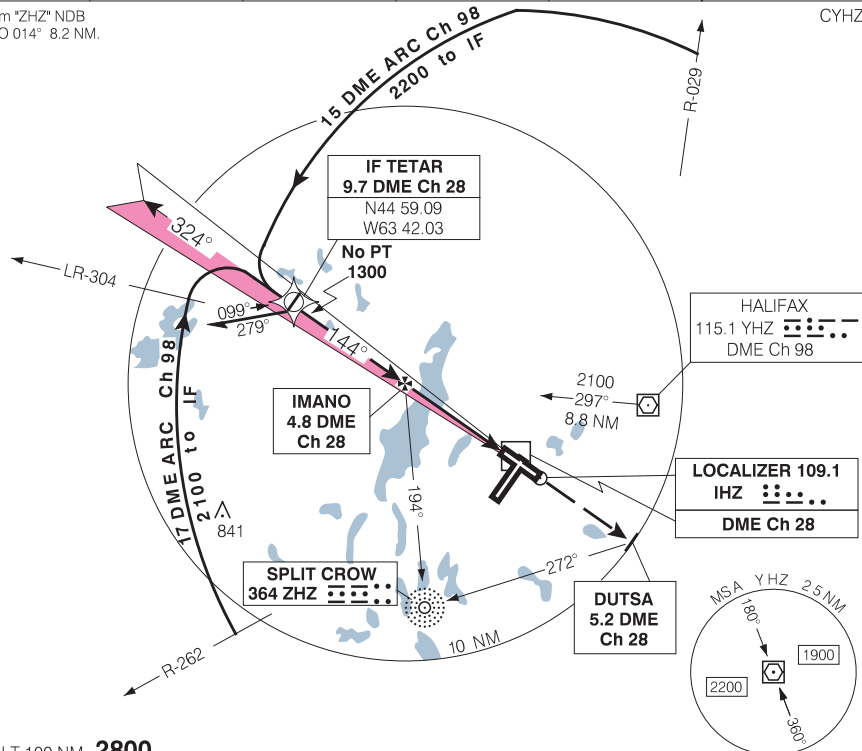 m "ZHZ" NDB
O 014° 8.2 NM.
CYHZ
15 DME ARC Ch 98
2200 to IF
R-029
IF TETAR
9.7 DME Ch 28
N44 59.09
W63 42.03
No PT
1300
324°
LR-304
099°
279°
144°
HALIFAX
115.1 YHZ
DME Ch 98
2100
297°
8.8 NM
IMANO
4.8 DME
Ch 28
17 DME ARC Ch 98
2100 to IF
LOCALIZER 109.1
IHZ
DME Ch 28
194°
841
272°
SPLIT CROW
364 ZHZ
DUTSA
5.2 DME
Ch 28
10 NM
R-262
MSA YHZ 25NM
180°
1900
2200
360°
LT 100 NM 2800